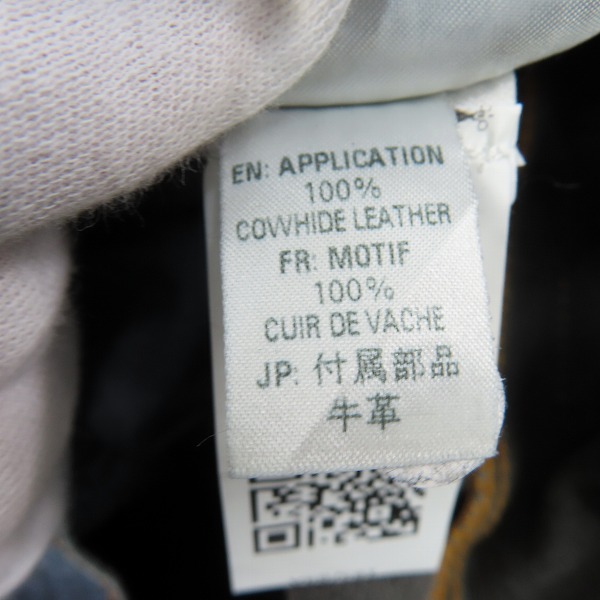 EN: APPLICATION
100%
COWHIDE LEATHER
FR: MOTIF
100%
CUIR DE VACHE
JP: 付属部品
牛革